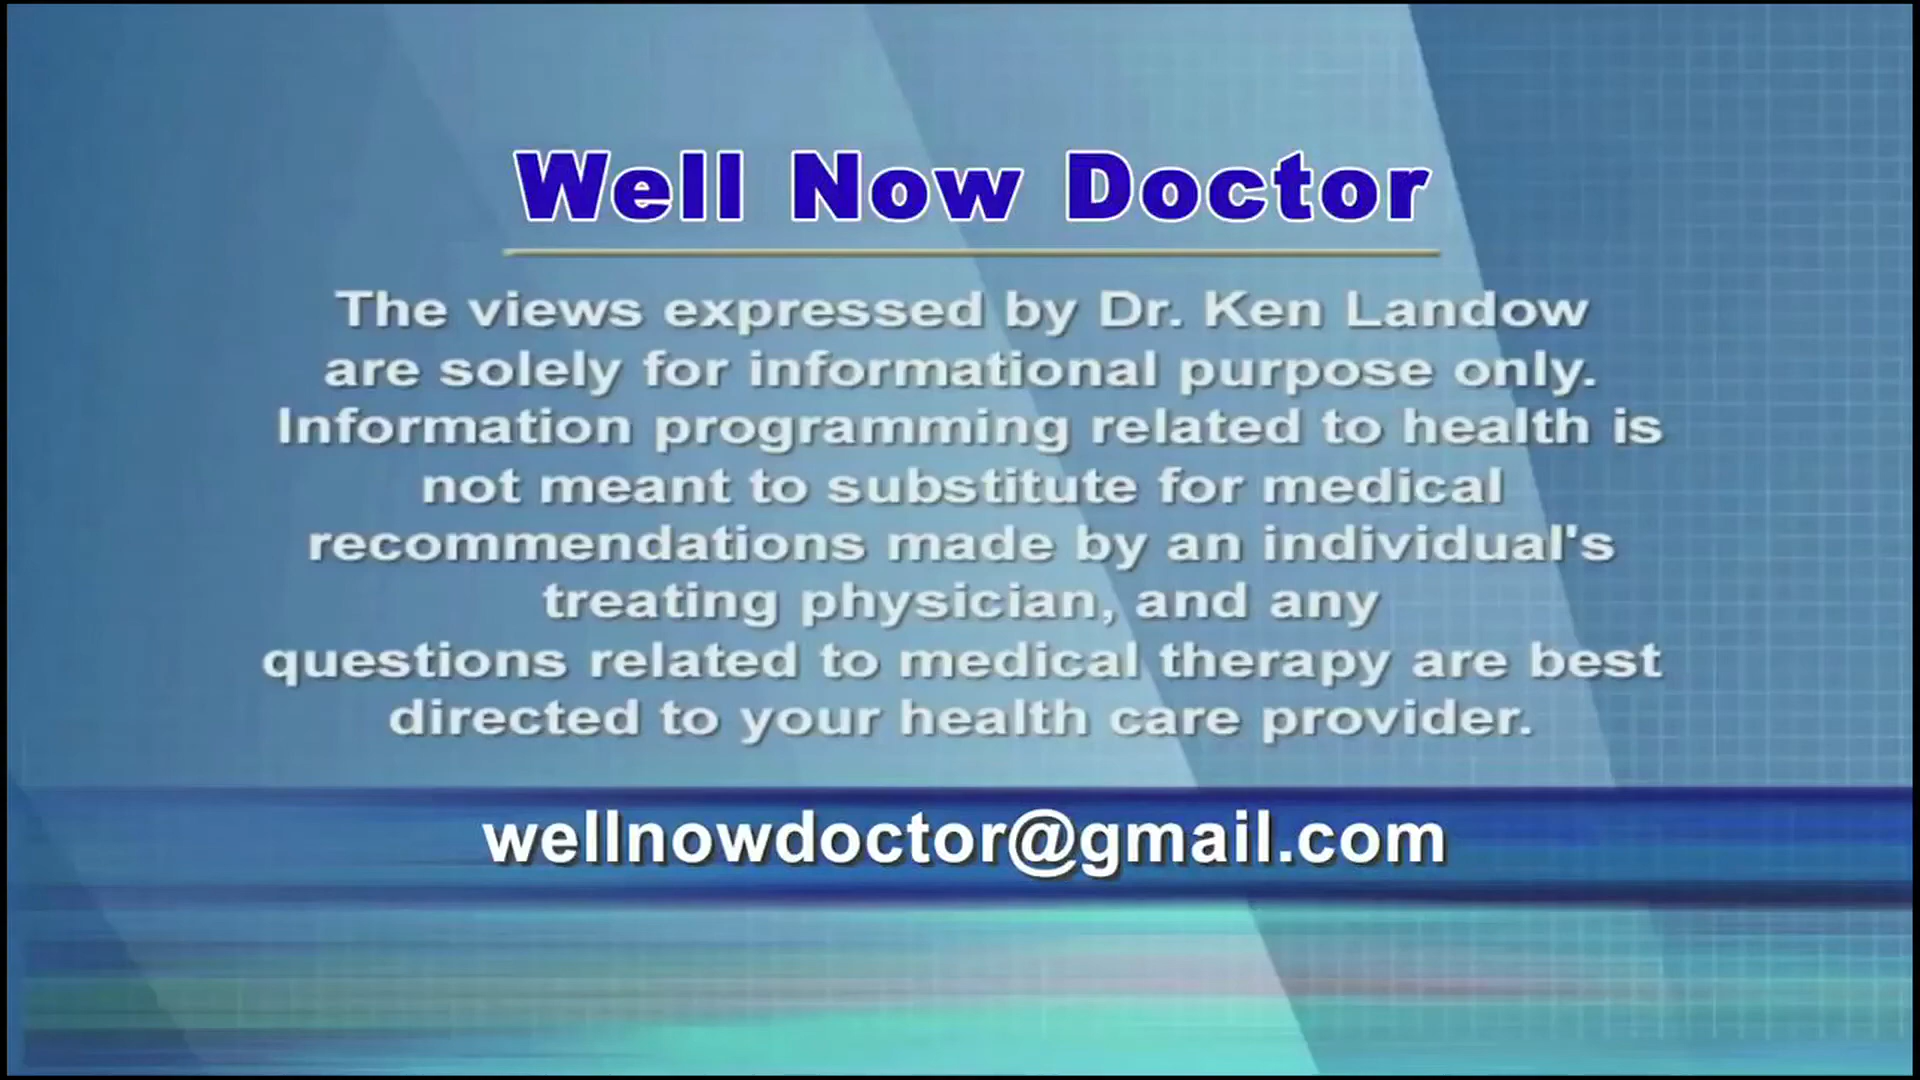 Well Now Doctor
The views expressed by Dr. Ken Landow
are solely for informational purpose only.
Information programming related to health is
not meant to substitute for medical
recommendations made by an individual's
treating physician, and any
questions related to medical therapy are best
directed to your health care provider.
wellnowdoctor@gmail.com